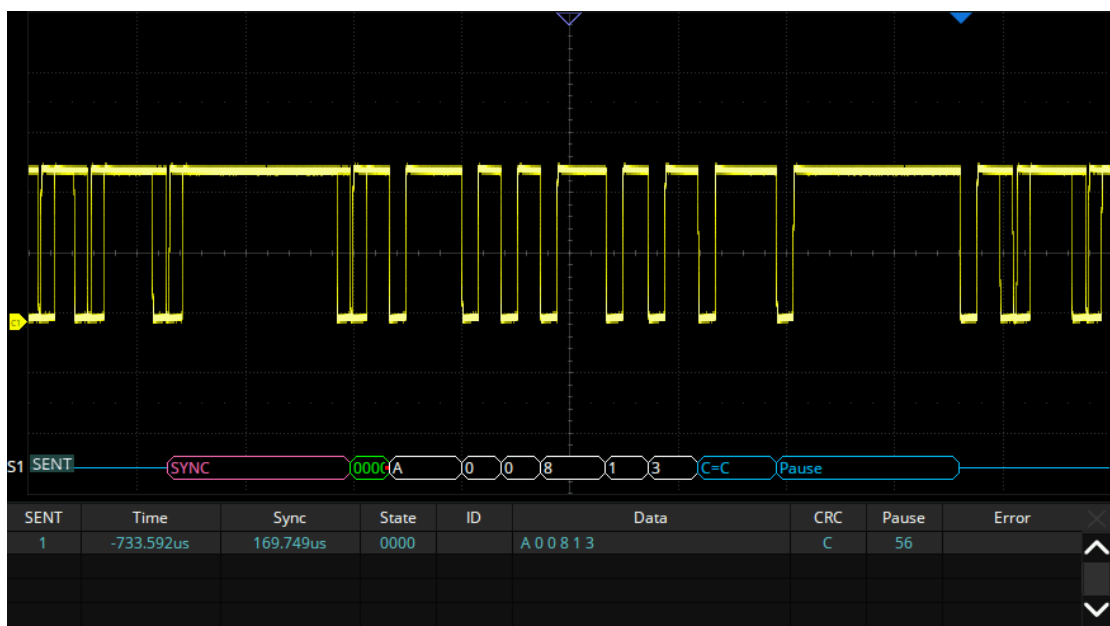 C1
S1 SENT SYNC 0000 A 0 0 8 1 3 C=C Pause
SENT Time Sync State ID Data CRC Pause Error
1 -733.592us 169.749us 0000 A 0 0 8 1 3 C 56